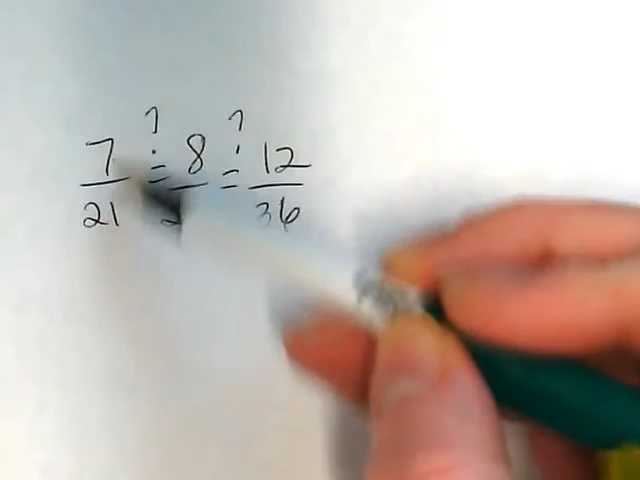 ? ?
7 = 8 = 12
21 36